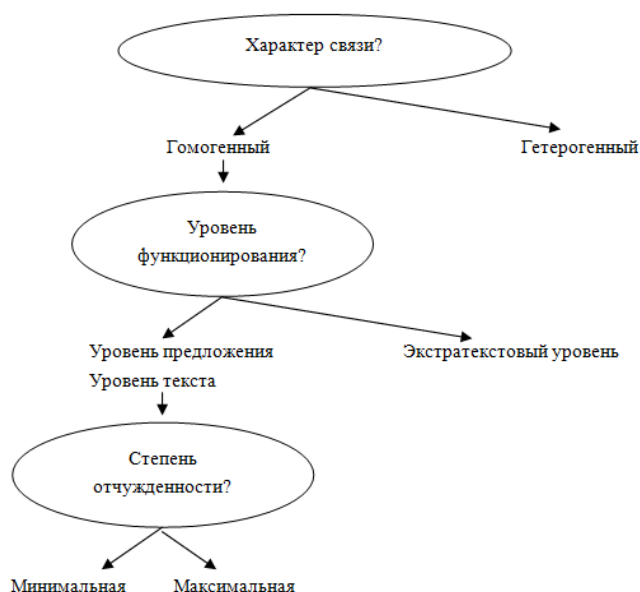 Характер связи?
Гомогенный
Гетерогенный
Уровень
функционирования?
Уровень предложения
Экстратекстовый уровень
Уровень текста
Степень
отчужденности?
Минимальная
Максимальная